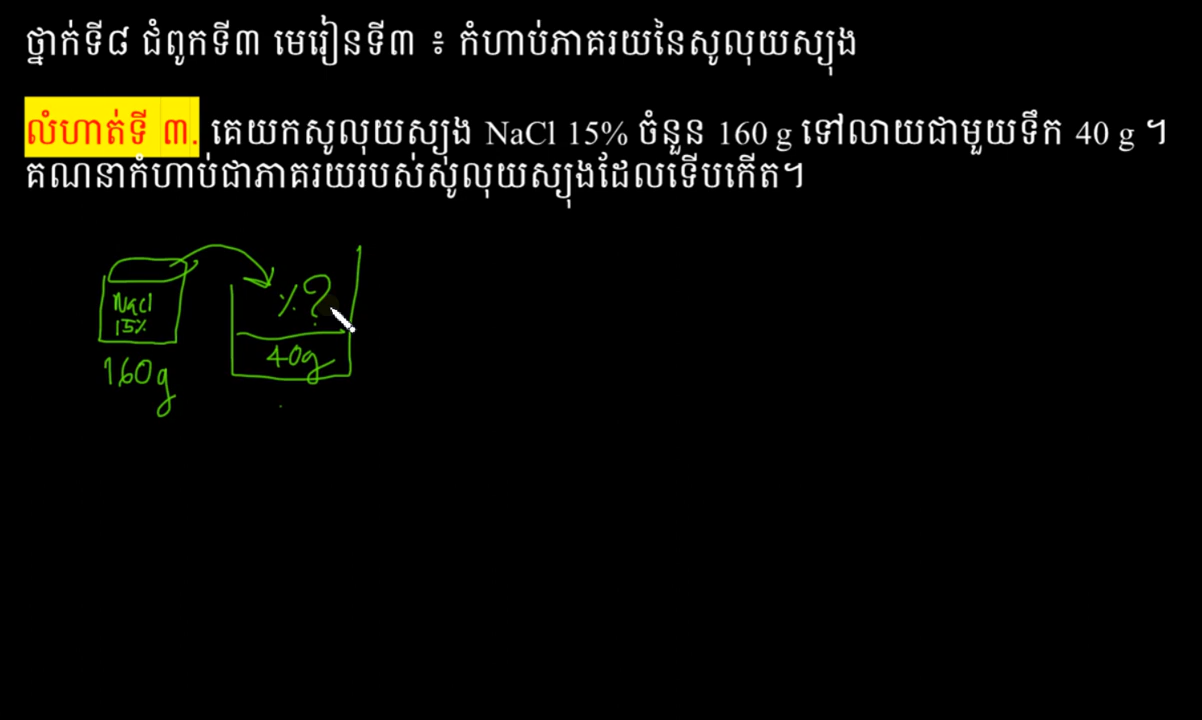 ថ្នាក់ទី៨ ជំពូកទី៣ មេរៀនទី៣ ៖ កំហាប់ភាគរយនៃសូលុយស្យុង
លំហាត់ទី ៣. គេយកសូលុយស្យុង NaCl 15% ចំនួន 160 g ទៅលាយជាមួយទឹក 40 g ។
គណនាកំហាប់ជាភាគរយរបស់សូលុយស្យុងដែលទើបកើត។
NaCl
15%
160g
% ?
40g